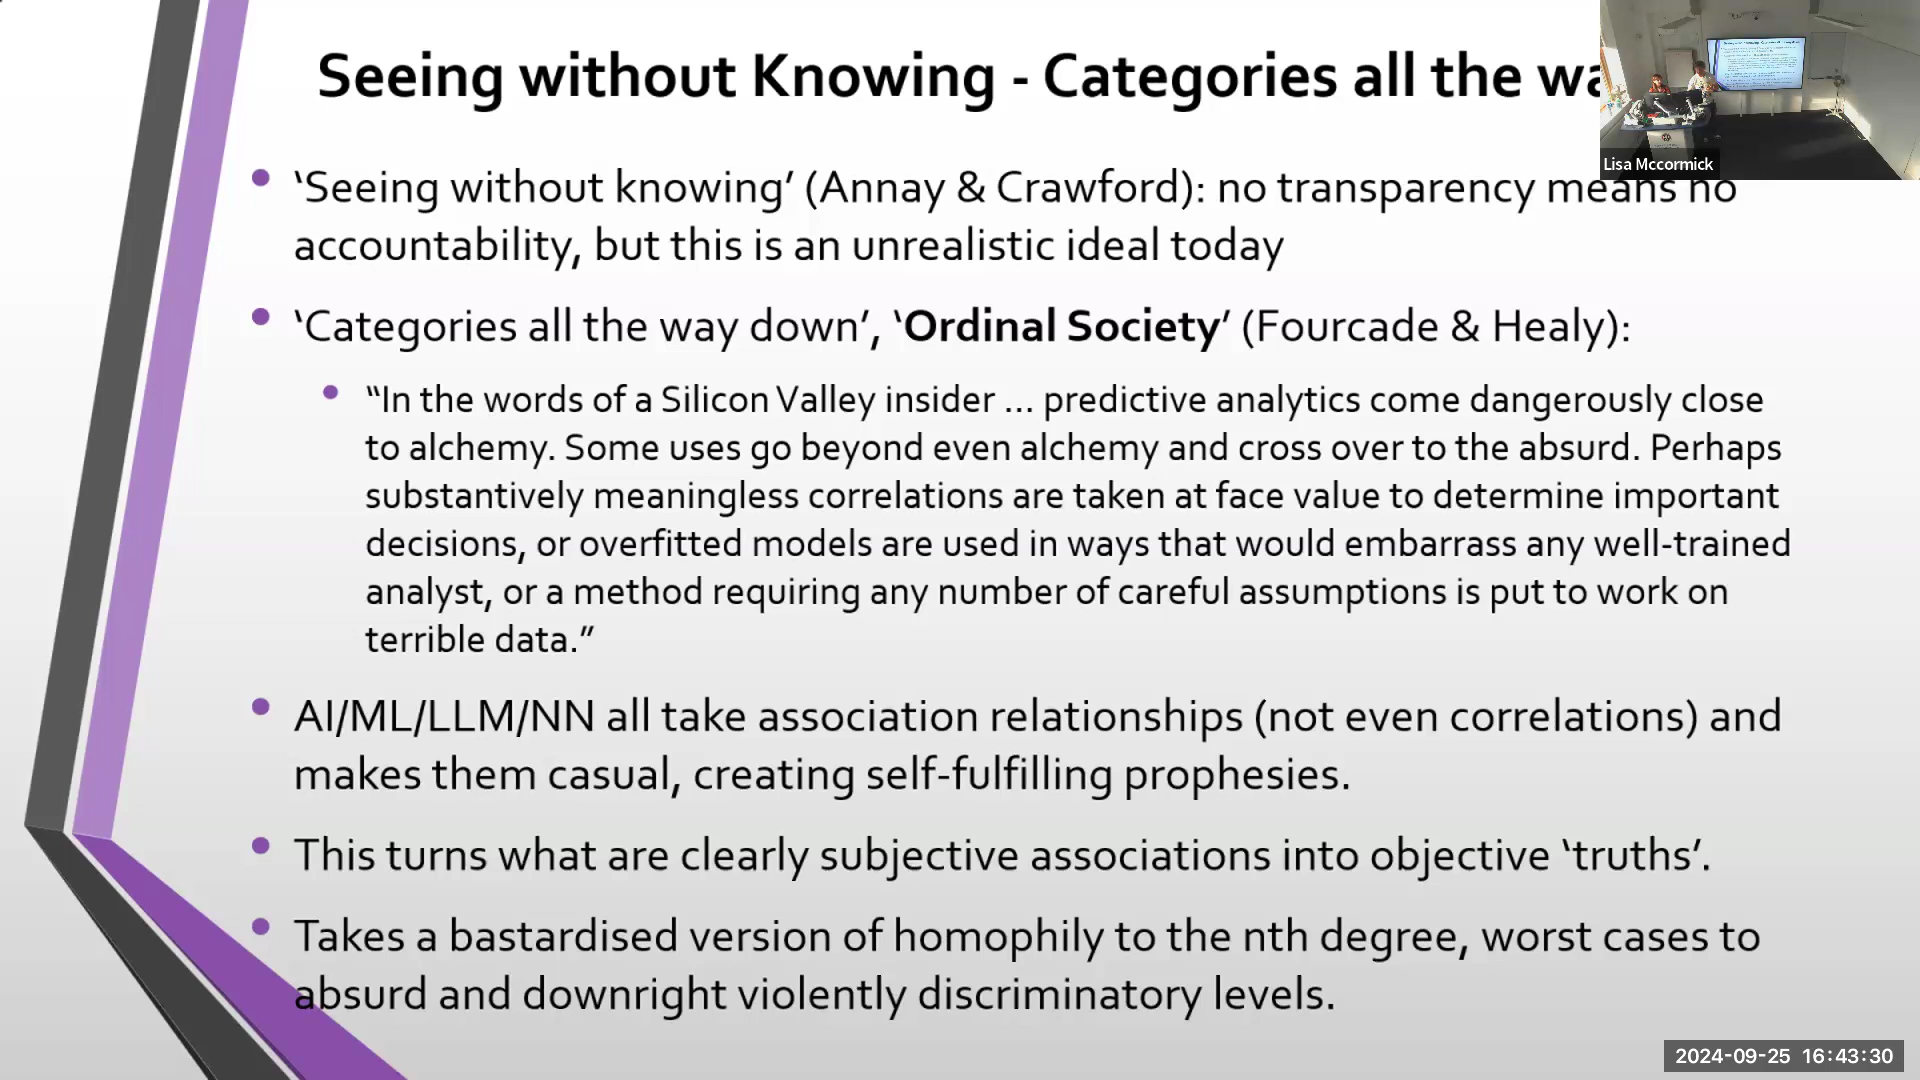 Seeing without Knowing - Categories all the wa
Lisa Mccormick
‘Seeing without knowing’ (Annay & Crawford): no transparency means no
accountability, but this is an unrealistic ideal today
‘Categories all the way down’, ‘Ordinal Society’ (Fourcade & Healy):
“In the words of a Silicon Valley insider … predictive analytics come dangerously close
to alchemy. Some uses go beyond even alchemy and cross over to the absurd. Perhaps
substantively meaningless correlations are taken at face value to determine important
decisions, or overfitted models are used in ways that would embarrass any well-trained
analyst, or a method requiring any number of careful assumptions is put to work on
terrible data.”
AI/ML/LLM/NN all take association relationships (not even correlations) and
makes them casual, creating self-fulfilling prophesies.
This turns what are clearly subjective associations into objective ‘truths’.
Takes a bastardised version of homophily to the nth degree, worst cases to
absurd and downright violently discriminatory levels.
2024-09-25 16:43:30